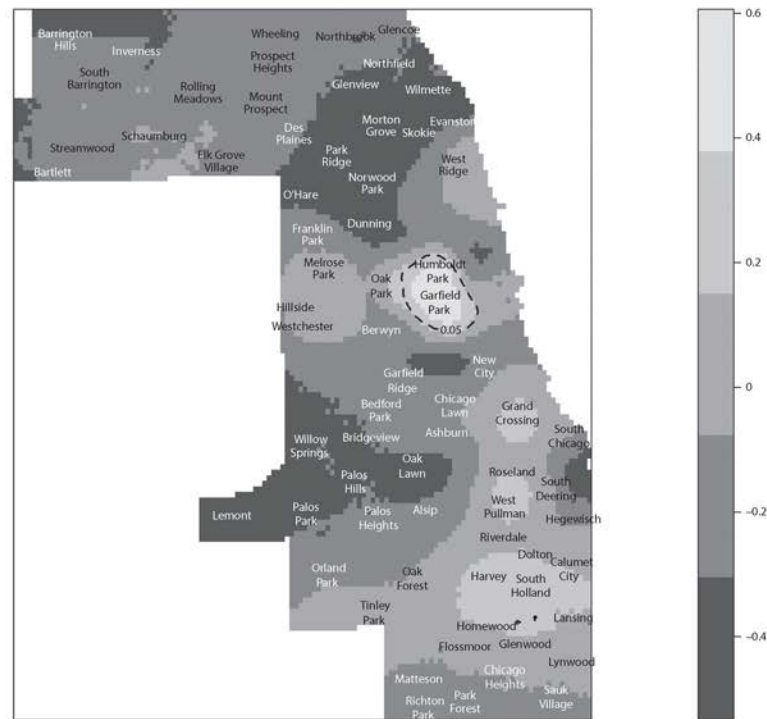 Barrington
Hills
Inverness
Wheeling
Northbrook
Glencoe
Northfield
Prospect
Heights
South
Barrington
Rolling
Meadows
Mount
Prospect
Glenview
Wilmette
Morton
Grove
Skokie
Evanston
Des
Plaines
Schaumburg
Streamwood
Elk Grove
Village
Park
Ridge
West
Ridge
Bartlett
Norwood
Park
O'Hare
Dunning
Franklin
Park
Melrose
Park
Oak
Park
Humboldt
Park
Garfield
Park
Hillside
Westchester
Berwyn
0.05
Garfield
Ridge
New
City
Bedford
Park
Chicago
Lawn
Grand
Crossing
Willow
Springs
Bridgeview
Ashburn
South
Chicago
Oak
Lawn
Palos
Hills
Roseland
South
Deering
West
Pullman
Lemont
Palos
Park
Palos
Heights
Alsip
Hegewisch
Riverdale
Dolton
Calumet
City
Orland
Park
Oak
Forest
Harvey
South
Holland
Tinley
Park
Homewood
Lansing
Flossmoor
Glenwood
Lynwood
Matteson
Chicago
Heights
Richton
Park
Park
Forest
Sauk
Village
0.6
0.4
0.2
0
−0.2
−0.4